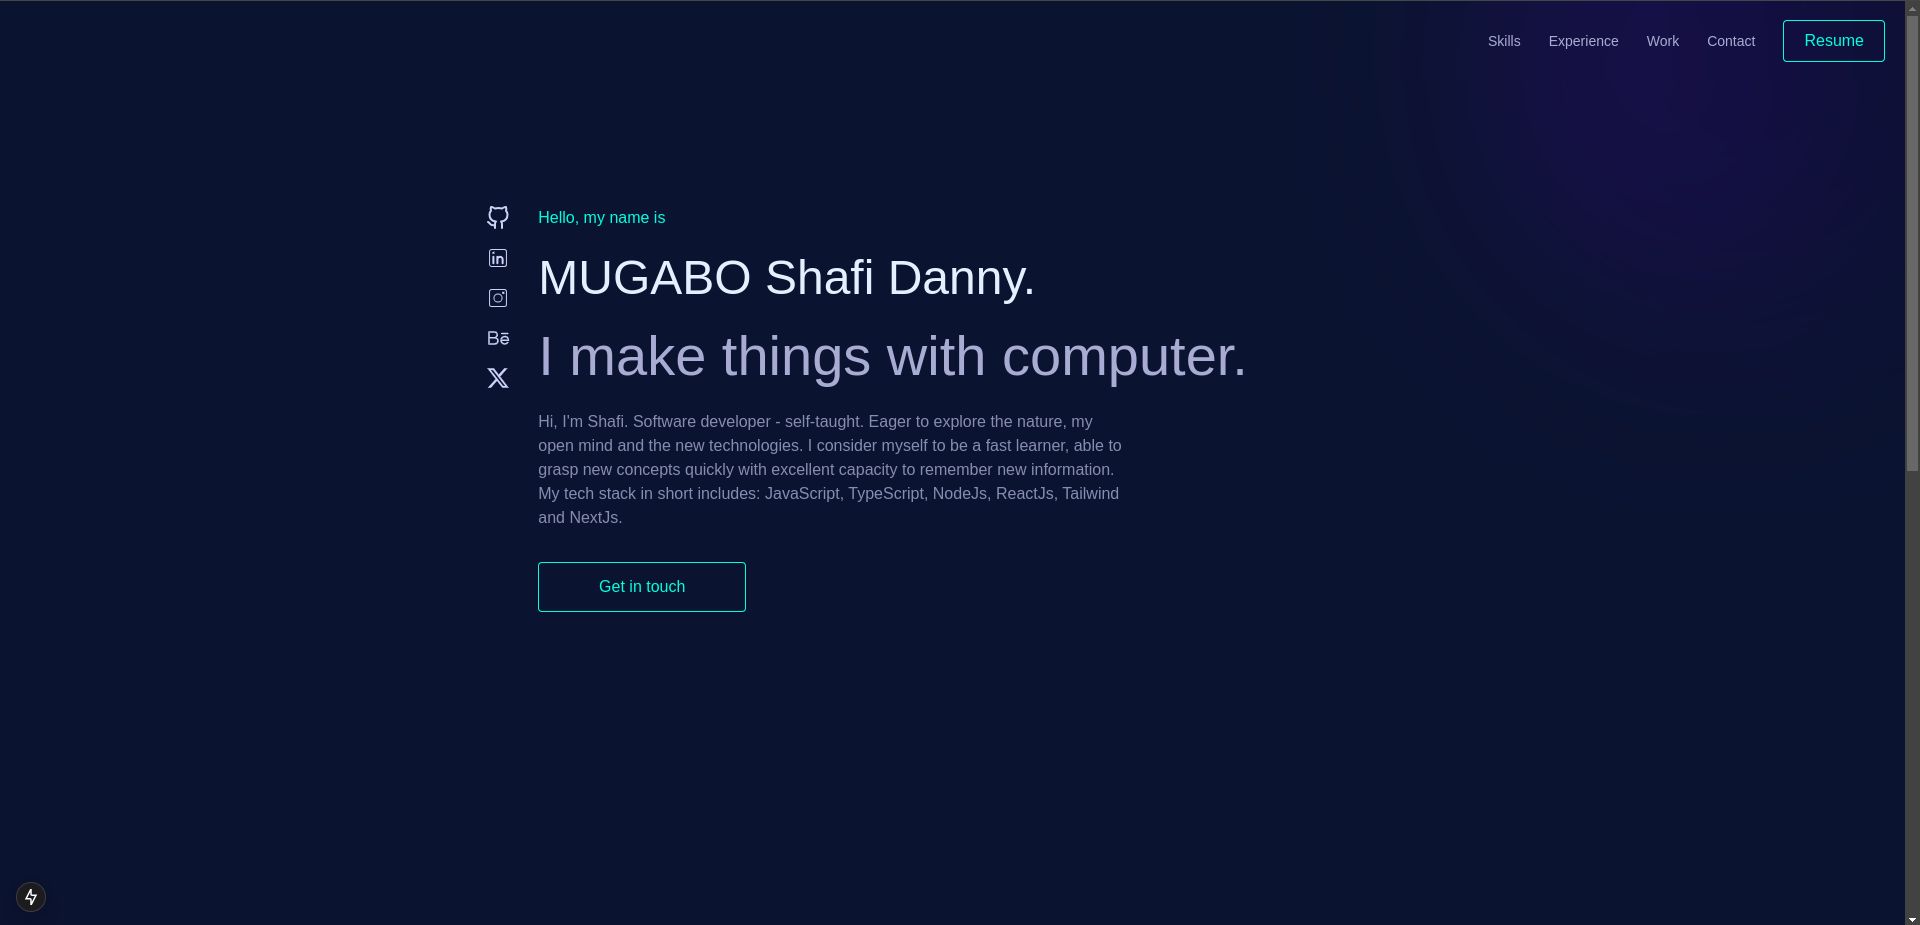 Skills Experience Work Contact Resume
Hello, my name is
MUGABO Shafi Danny.
I make things with computer.
Hi, I'm Shafi. Software developer - self-taught. Eager to explore the nature, my
open mind and the new technologies. I consider myself to be a fast learner, able to
grasp new concepts quickly with excellent capacity to remember new information.
My tech stack in short includes: JavaScript, TypeScript, NodeJs, ReactJs, Tailwind
and NextJs.
Get in touch